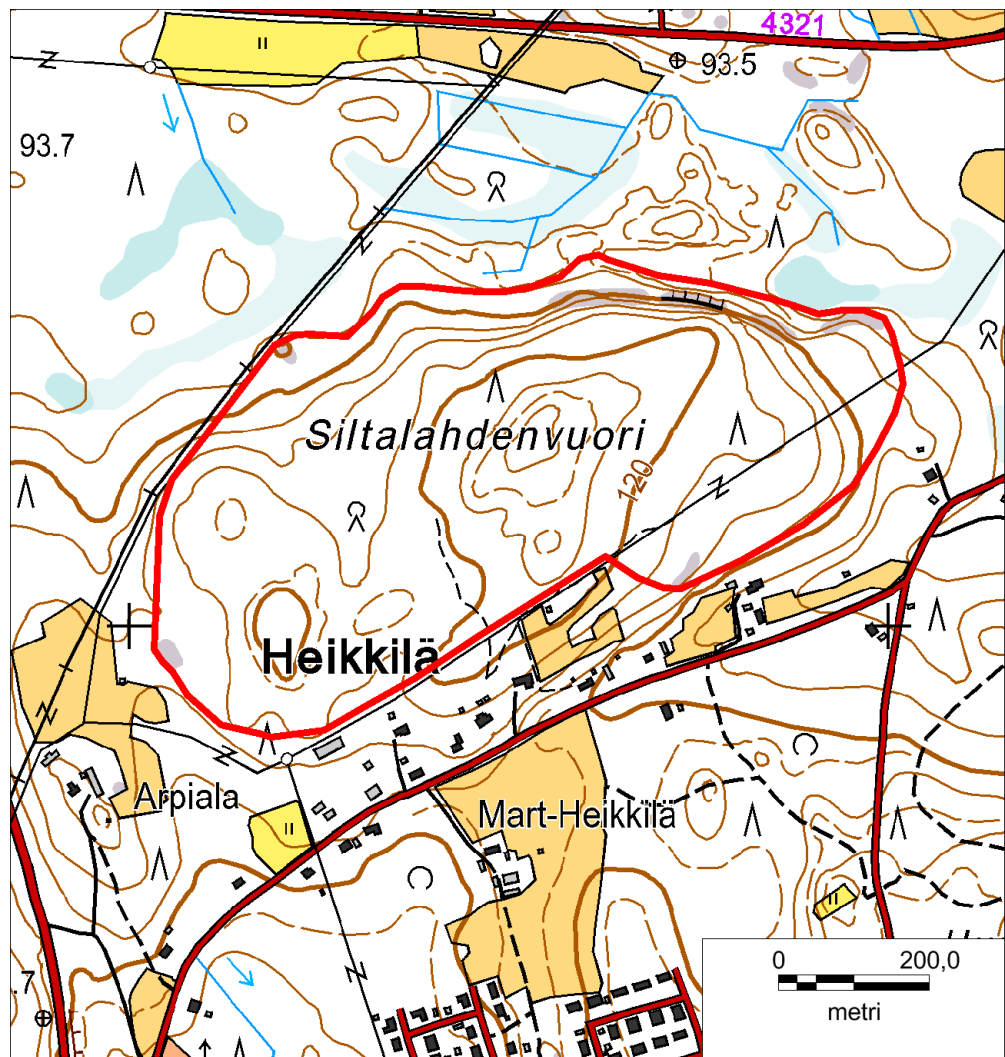 4321
93.5
93.7
Siltalahdenvuori
120
Heikkilä
Arpiala
Mart-Heikkilä
.7
0 200,0
metri